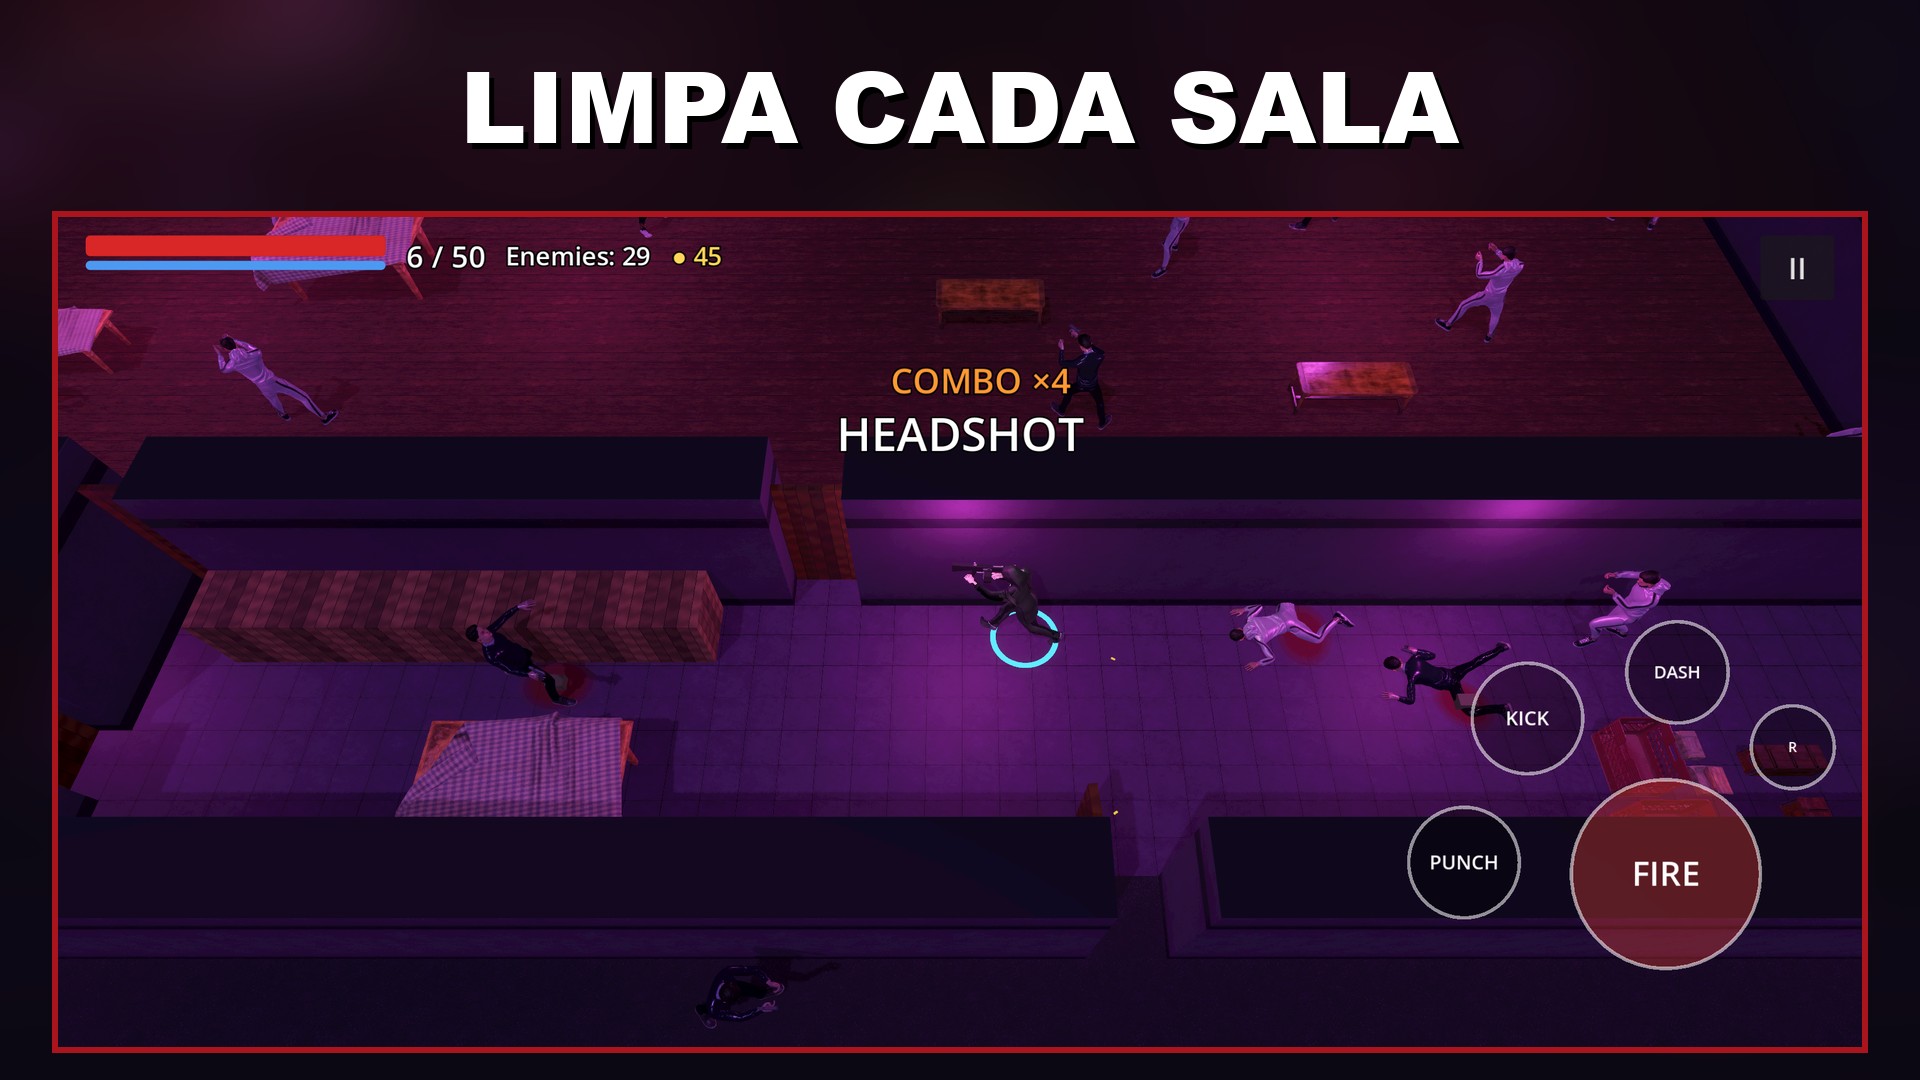 LIMPA CADA SALA
6 / 50 Enemies: 29 45
COMBO ×4
HEADSHOT
DASH
KICK
R
PUNCH
FIRE